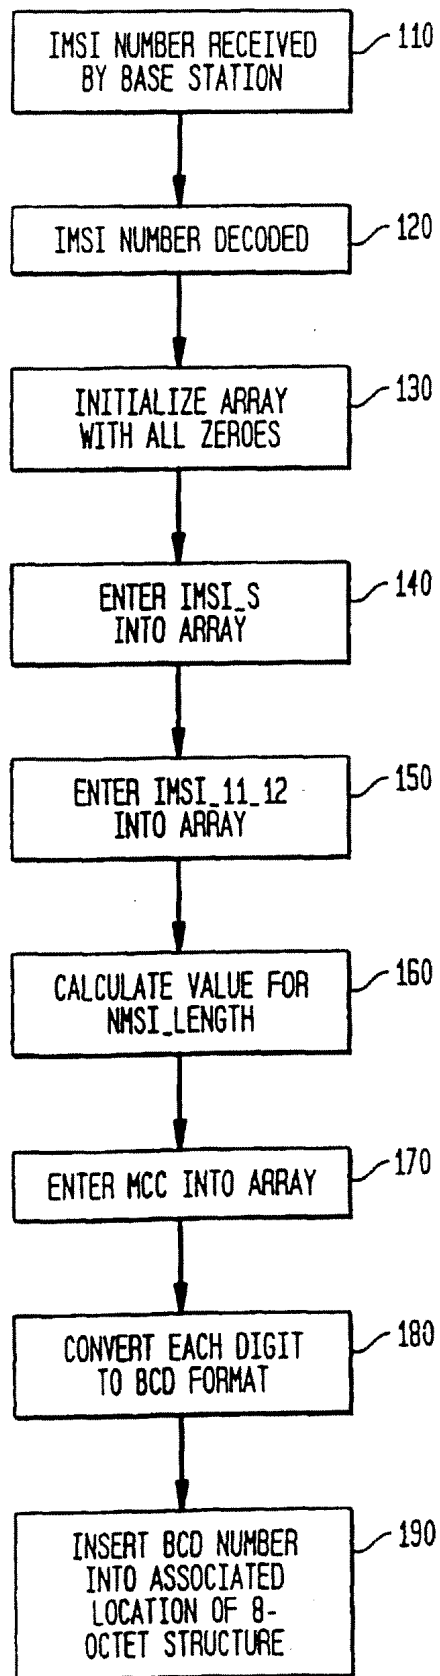 IMSI NUMBER RECEIVED
BY BASE STATION
110
IMSI NUMBER DECODED
120
INITIALIZE ARRAY
WITH ALL ZEROES
130
ENTER IMSI_S
INTO ARRAY
140
ENTER IMSI_11_12
INTO ARRAY
150
CALCULATE VALUE FOR
NMSI_LENGTH
160
ENTER MCC INTO ARRAY
170
CONVERT EACH DIGIT
TO BCD FORMAT
180
INSERT BCD NUMBER
INTO ASSOCIATED
LOCATION OF 8-
OCTET STRUCTURE
190